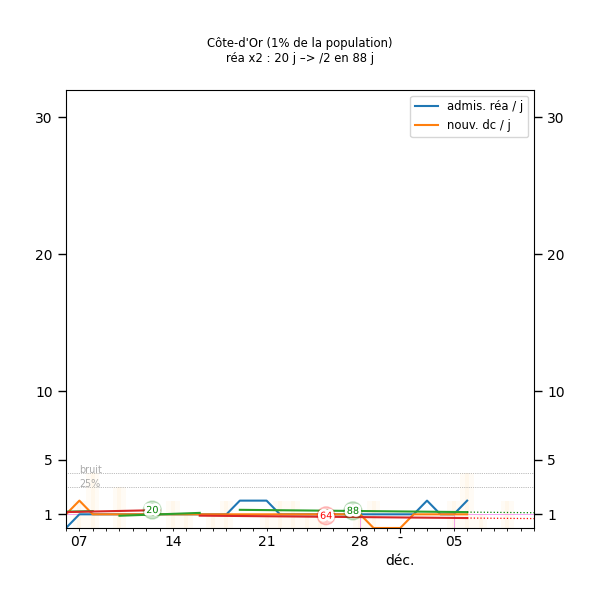 Côte-d'Or (1% de la population)
réa x2 : 20 j –> /2 en 88 j
admis. réa / j
nouv. dc / j
30 30
20 20
10 10
5 5
bruit
25%
1 20 64 88 1
07 14 21 28 - 05
déc.